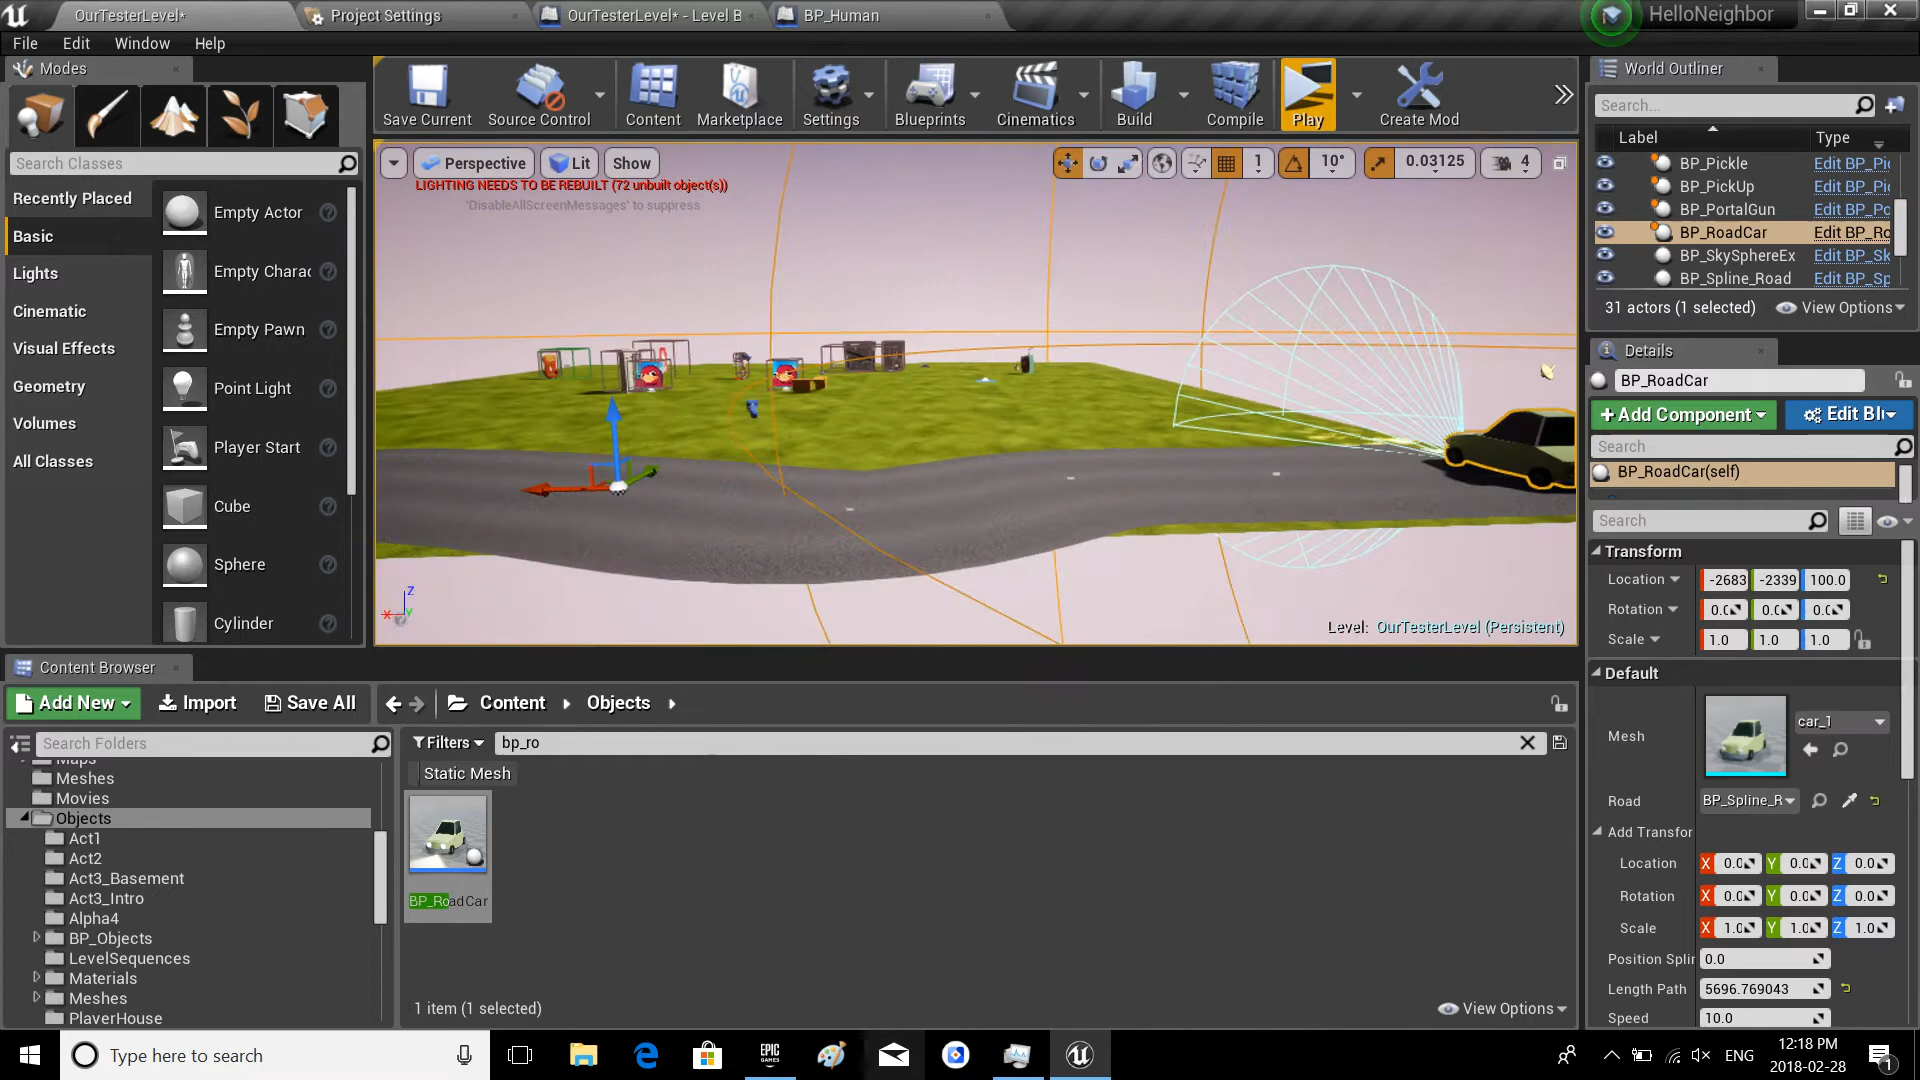 OurTesterLevel*
Project Settings
OurTesterLevel* - Level B
BP_Human
HelloNeighbor
File
Edit
Window
Help
Modes
Search Classes
Recently Placed
Basic
Lights
Cinematic
Visual Effects
Geometry
Volumes
All Classes
Empty Actor
Empty Charac
Empty Pawn
Point Light
Player Start
Cube
Sphere
Cylinder
Save Current
Source Control
Content
Marketplace
Settings
Blueprints
Cinematics
Build
Compile
Play
Create Mod
Perspective
Lit
Show
1
10°
0.03125
4
LIGHTING NEEDS TO BE REBUILT (72 unbuilt object(s))
'DisableAllScreenMessages' to suppress
Z
X
Y
Level: OurTesterLevel (Persistent)
World Outliner
Search...
Label
Type
BP_Pickle
Edit BP_Pic
BP_PickUp
Edit BP_Pic
BP_PortalGun
Edit BP_Po
BP_RoadCar
Edit BP_Ro
BP_SkySphereEx
Edit BP_Sk
BP_Spline_Road
Edit BP_Sp
31 actors (1 selected)
View Options
Details
BP_RoadCar
+Add Component
Edit Bl
Search
BP_RoadCar(self)
Search
Transform
Location
-2683
-2339
100.0
Rotation
0.0
0.0
0.0
Scale
1.0
1.0
1.0
Default
Mesh
car_1
Road
BP_Spline_R
Add Transfor
Location
X 0.0
Y 0.0
Z 0.0
Rotation
X 0.0
Y 0.0
Z 0.0
Scale
X 1.0
Y 1.0
Z 1.0
Position Splin
0.0
Length Path
5696.769043
Speed
10.0
Content Browser
Add New
Import
Save All
Content
Objects
Search Folders
Maps
Meshes
Movies
Objects
Act1
Act2
Act3_Basement
Act3_Intro
Alpha4
BP_Objects
LevelSequences
Materials
Meshes
PlayerHouse
Filters
bp_ro
Static Mesh
BP_RoadCar
1 item (1 selected)
View Options
Type here to search
EPIC
GAMES
ENG
12:18 PM
2018-02-28
1